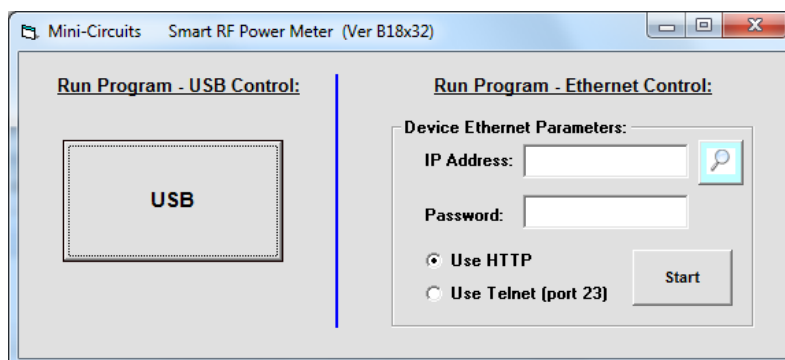 Mini-Circuits Smart RF Power Meter (Ver B18x32)
Run Program - USB Control:
USB
Run Program - Ethernet Control:
Device Ethernet Parameters:
IP Address:
Password:
Use HTTP
Use Telnet (port 23)
Start